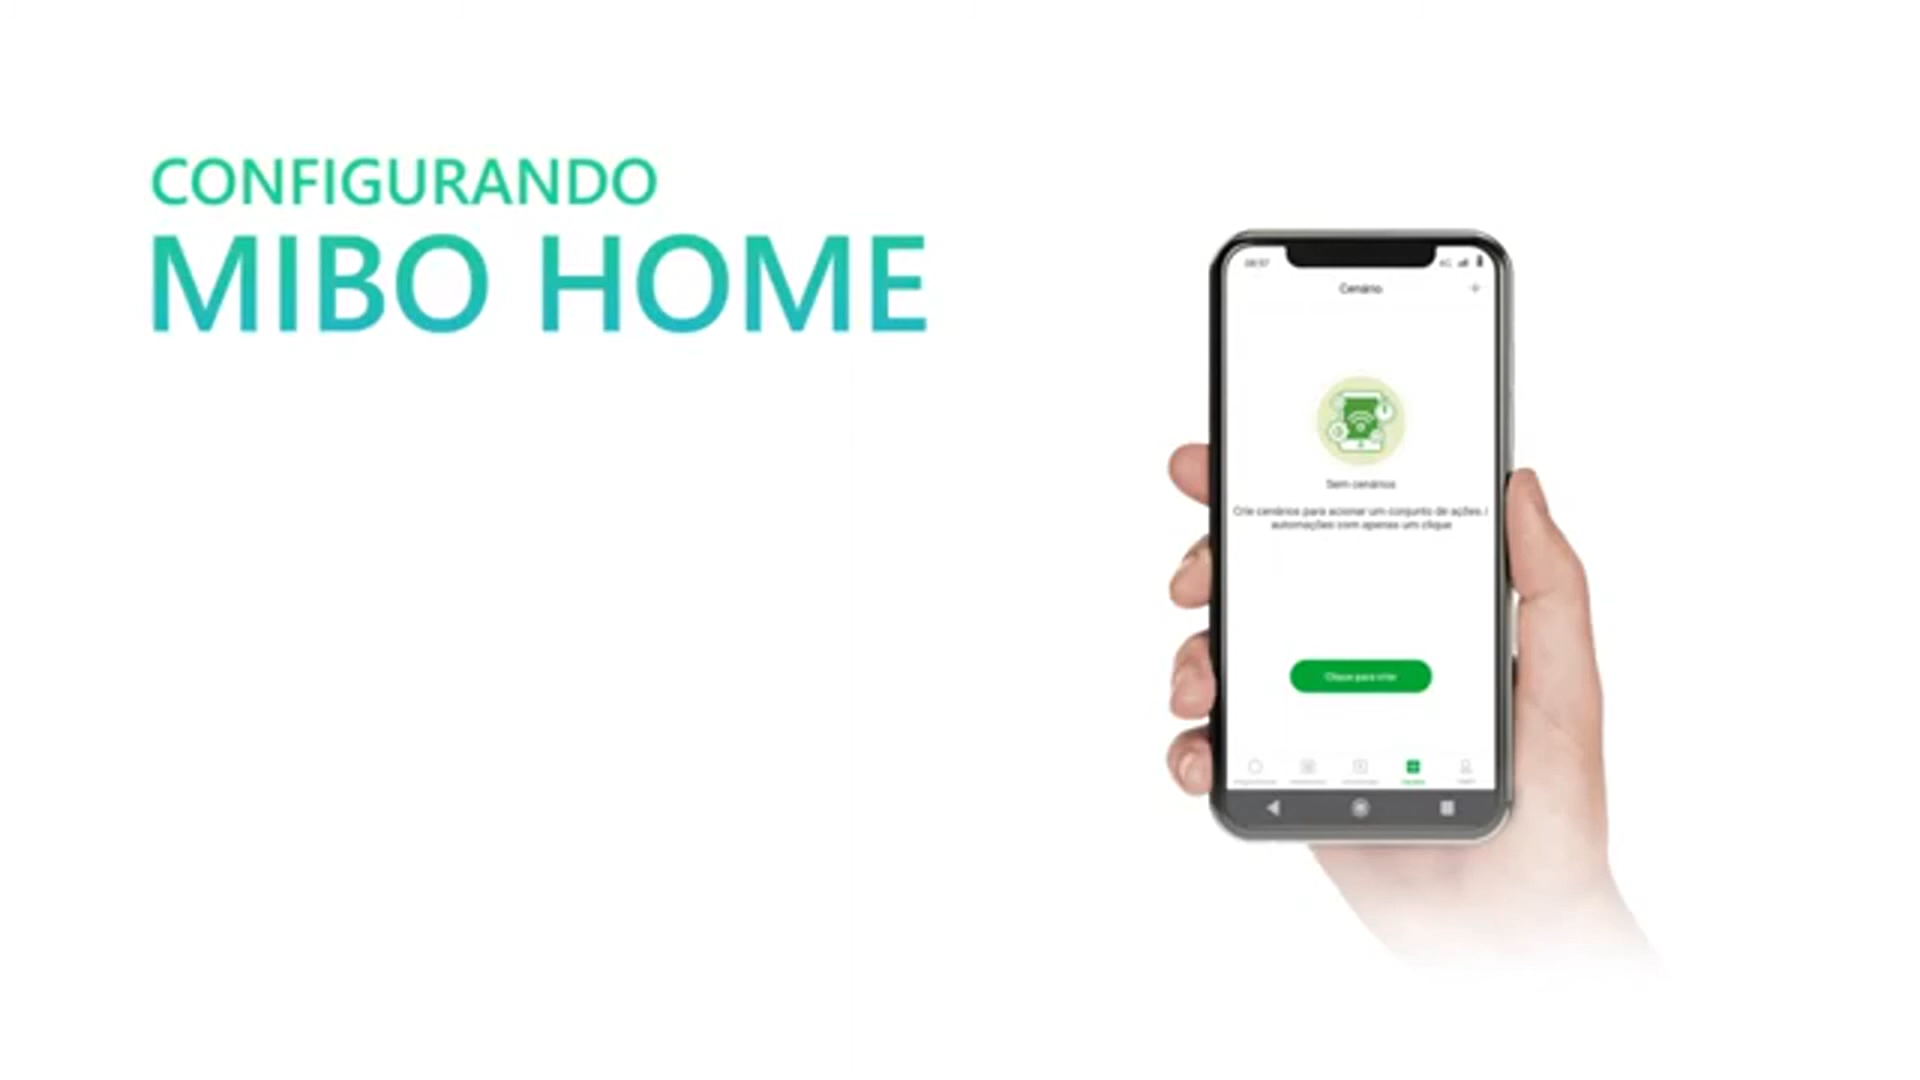 CONFIGURANDO
MIBO HOME
Cenário
Sem cenários
Crie cenários para acionar um conjunto de ações /
automações com apenas um clique
Clique para criar